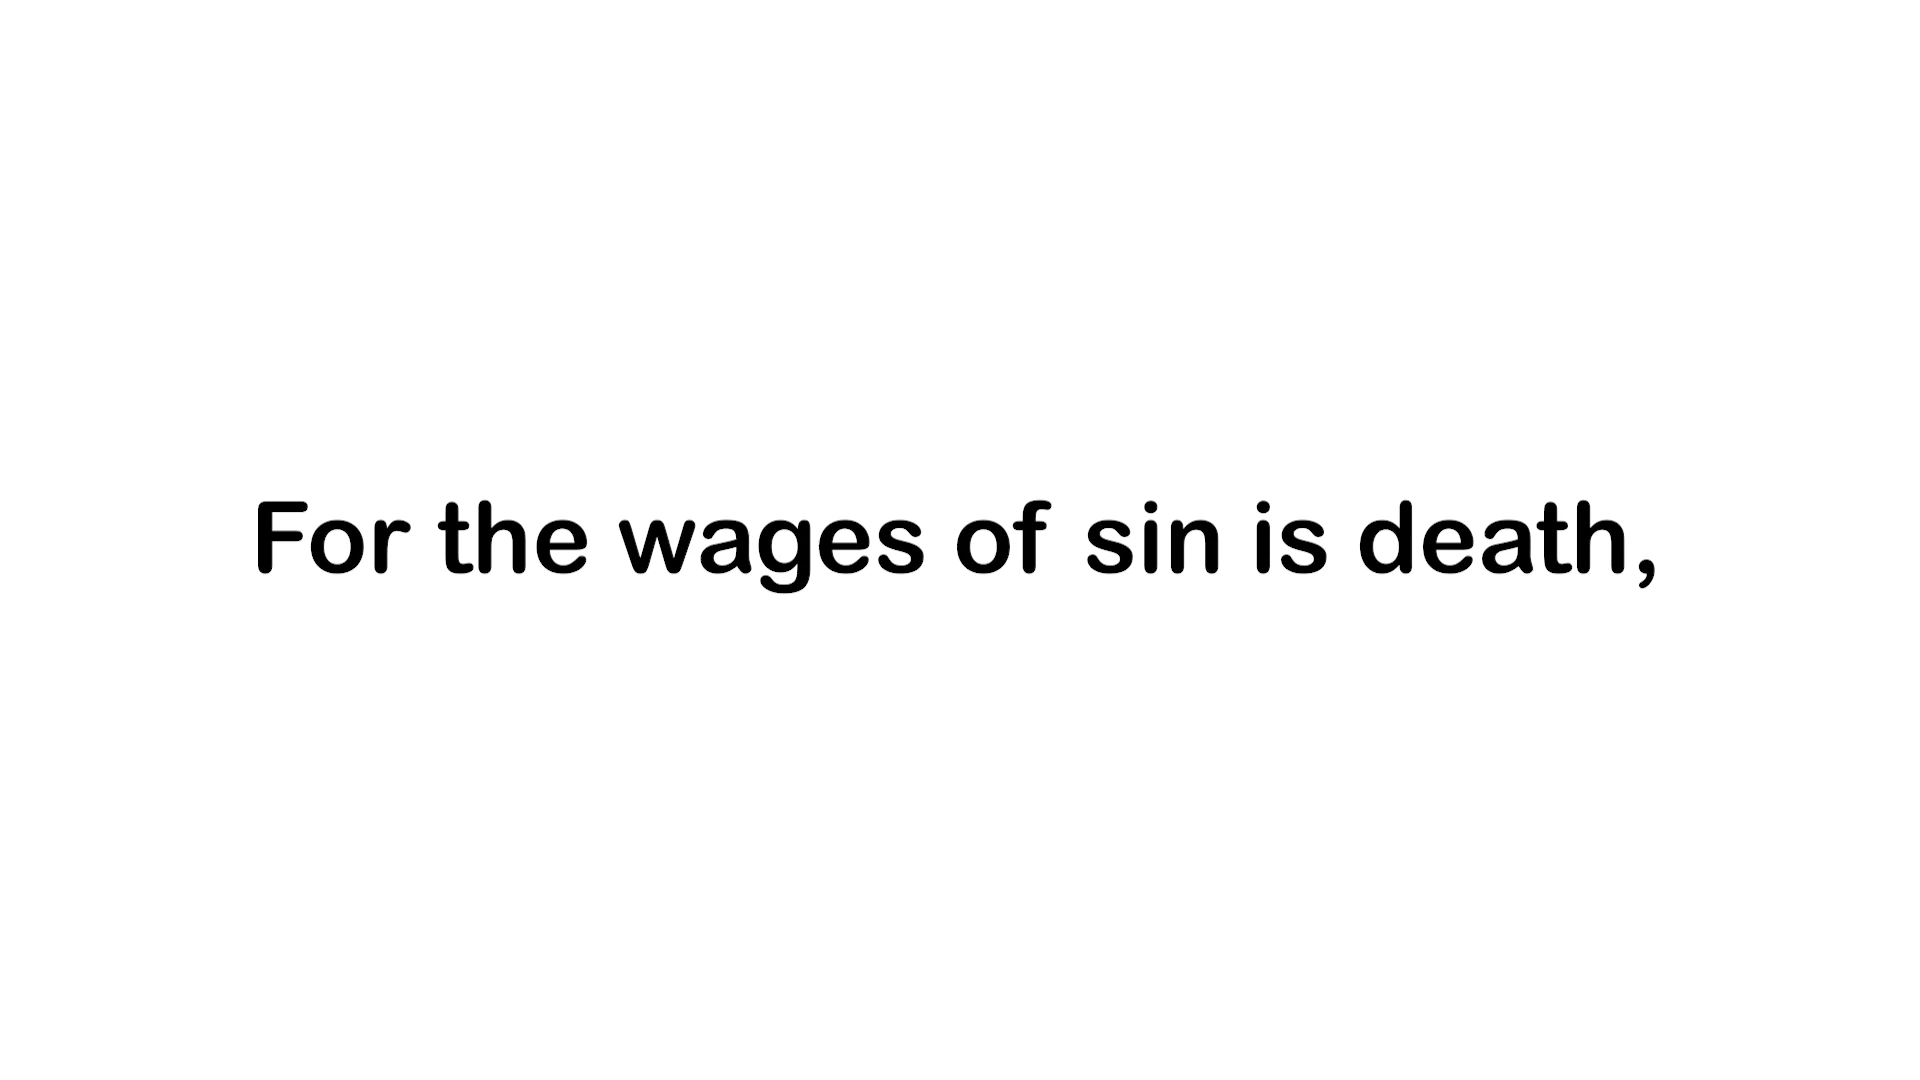 For the wages of sin is death,